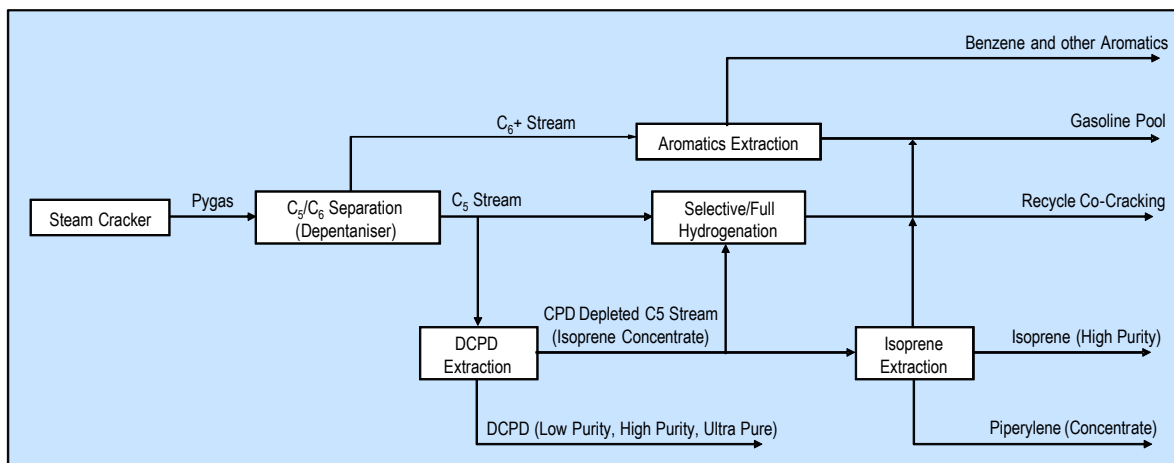 Benzene and other Aromatics
C₆+ Stream
Gasoline Pool
Aromatics Extraction
Pygas
C₅ Stream
Recycle Co-Cracking
Steam Cracker
C₅/C₆ Separation
(Depentaniser)
Selective/Full
Hydrogenation
CPD Depleted C5 Stream
(Isoprene Concentrate)
DCPD
Extraction
Isoprene
Extraction
Isoprene (High Purity)
DCPD (Low Purity, High Purity, Ultra Pure)
Piperylene (Concentrate)